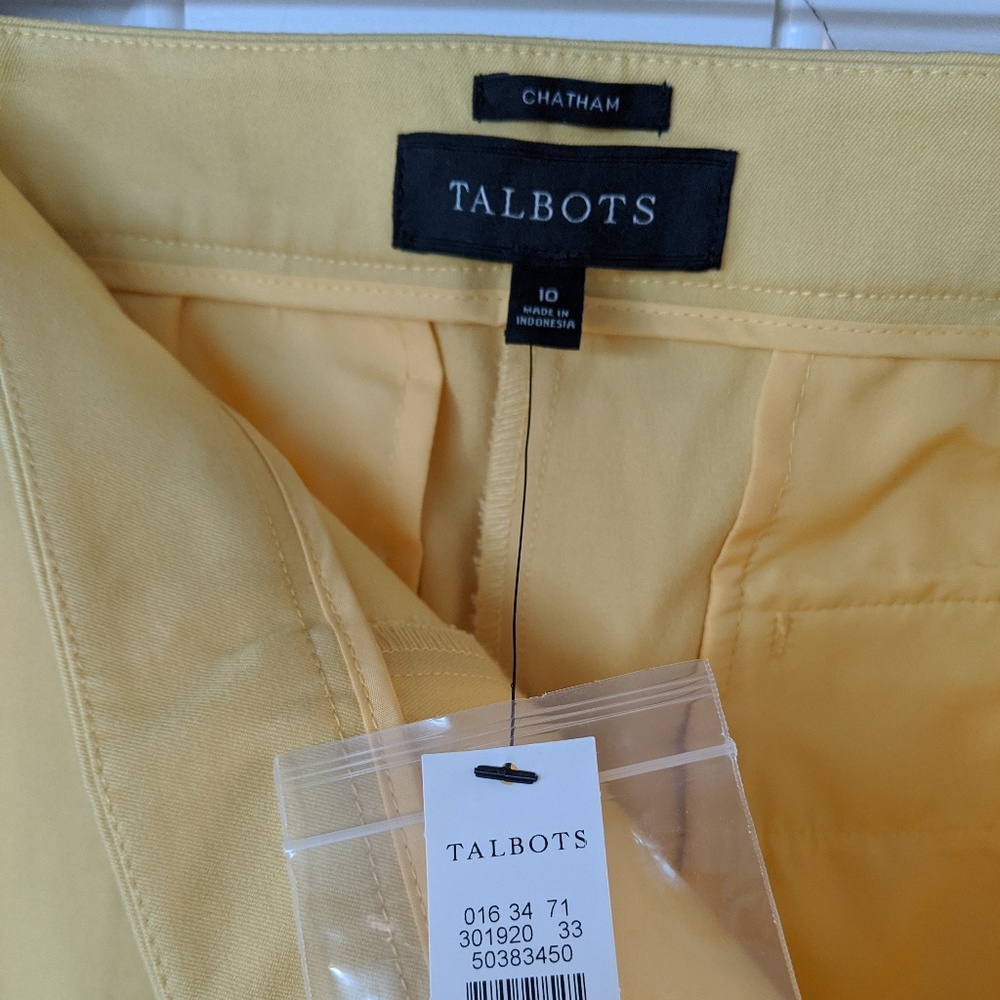 CHATHAM
TALBOTS
10
MADE IN
INDONESIA
TALBOTS
016 34 71
301920 33
50383450